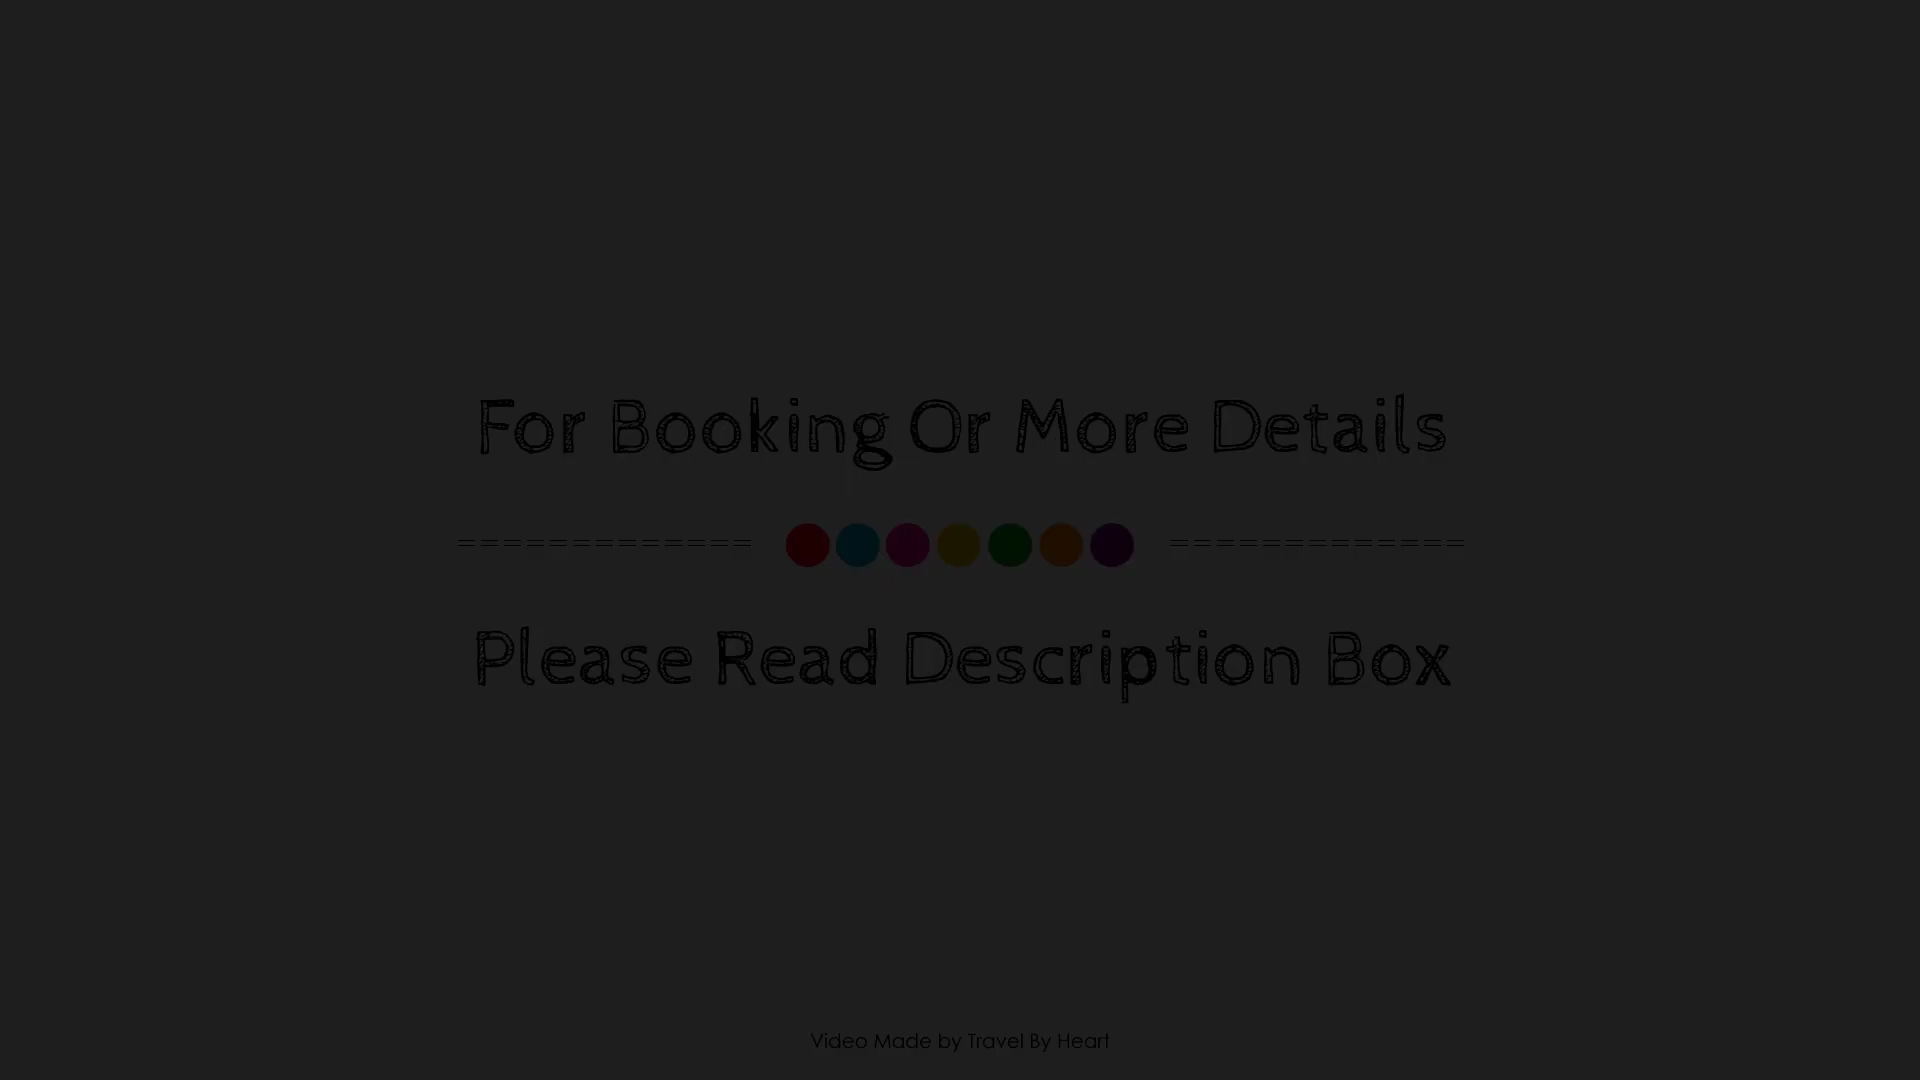 For Booking Or More Details
============= =============
Please Read Description Box
Video Made by Travel By Heart